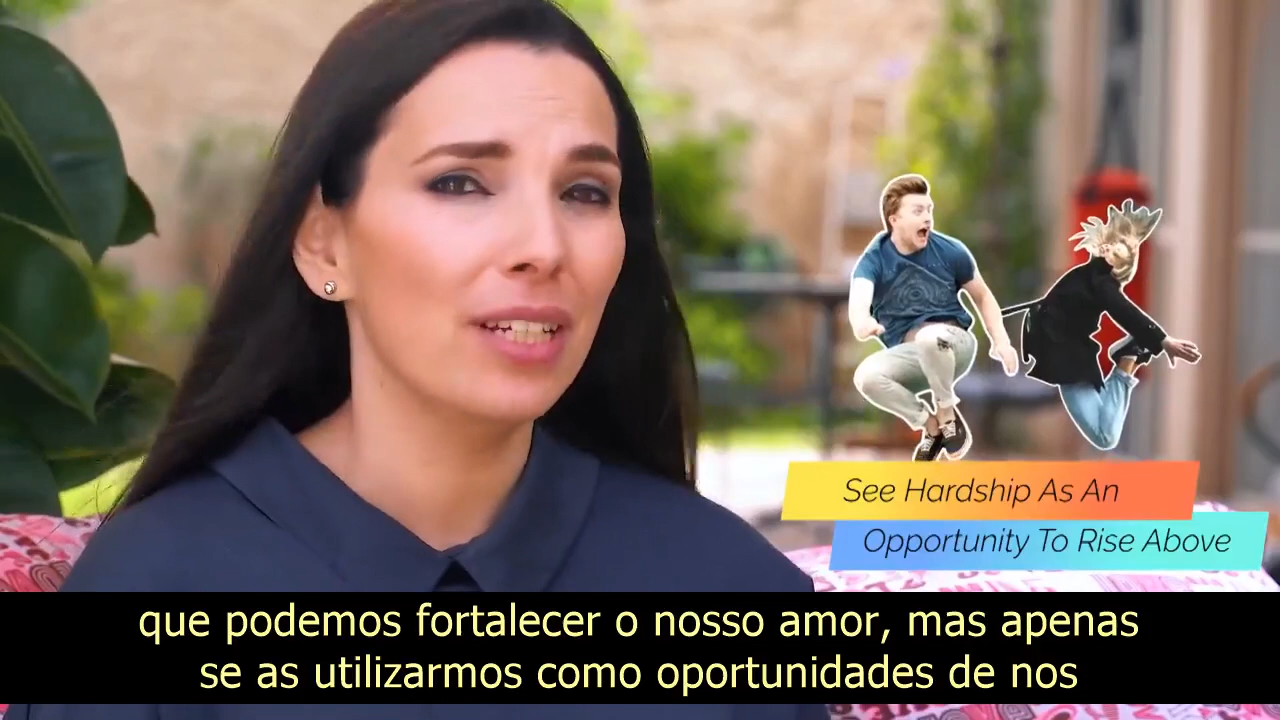 See Hardship As An
Opportunity To Rise Above
que podemos fortalecer o nosso amor, mas apenas
se as utilizarmos como oportunidades de nos